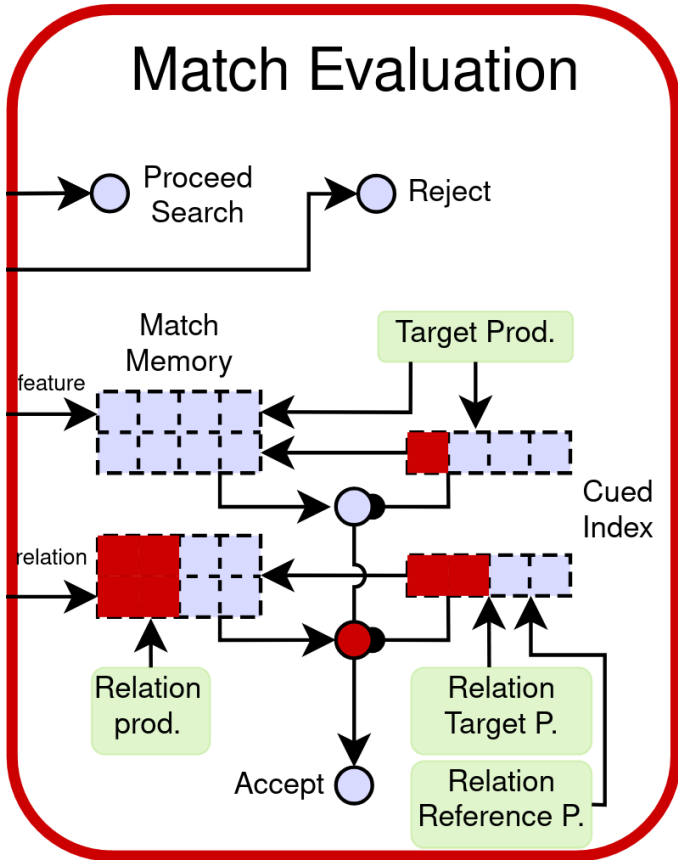 Match Evaluation
Proceed
Search
Reject
Match
Memory
Target Prod.
feature
Cued
Index
relation
Relation
prod.
Relation
Target P.
Accept
Relation
Reference P.